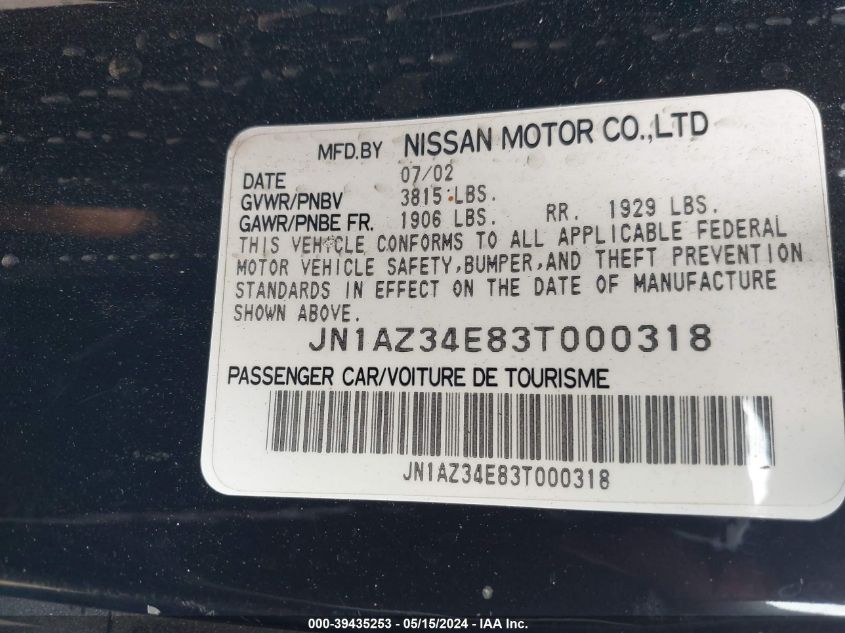 MFD.BY NISSAN MOTOR CO.,LTD
DATE 07/02
GVWR/PNBV 3815 LBS.
GAWR/PNBE FR. 1906 LBS. RR. 1929 LBS.
THIS VEHICLE CONFORMS TO ALL APPLICABLE FEDERAL
MOTOR VEHICLE SAFETY,BUMPER,AND THEFT PREVENTION
STANDARDS IN EFFECT ON THE DATE OF MANUFACTURE
SHOWN ABOVE.
JN1AZ34E83T000318
PASSENGER CAR/VOITURE DE TOURISME
JN1AZ34E83T000318
000-39435253 - 05/15/2024 - IAA Inc.